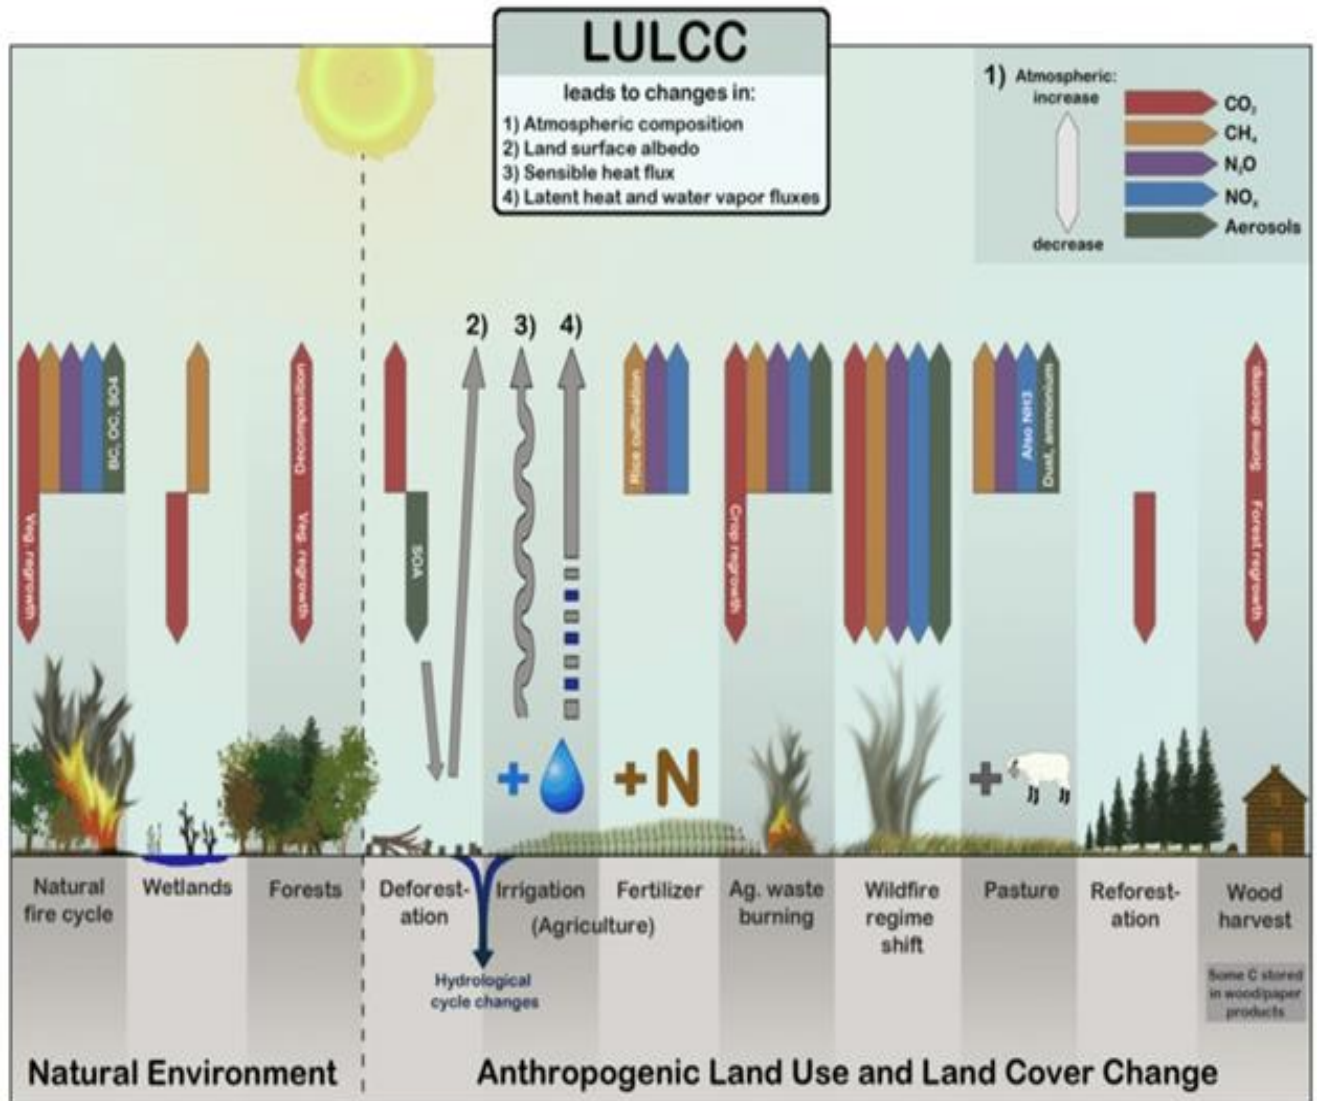 LULCC
leads to changes in:
1) Atmospheric composition
2) Land surface albedo
3) Sensible heat flux
4) Latent heat and water vapor fluxes
1) Atmospheric:
increase
decrease
CO₂
CH₄
N₂O
NOₓ
Aerosols
2) 3) 4)
Veg. regrowth
BC, OC, SO4
Decomposition
Veg. regrowth
SOA
Rice cultivation
Crop regrowth
Also NH3
Dust, ammonium
Some decomp
Forest regrowth
+
+N
+
Natural
fire cycle
Wetlands
Forests
Deforest-
ation
Irrigation
Fertilizer
(Agriculture)
Ag. waste
burning
Wildfire
regime
shift
Pasture
Reforest-
ation
Wood
harvest
Hydrological
cycle changes
Some C stored
in wood/paper
products
Natural Environment
Anthropogenic Land Use and Land Cover Change